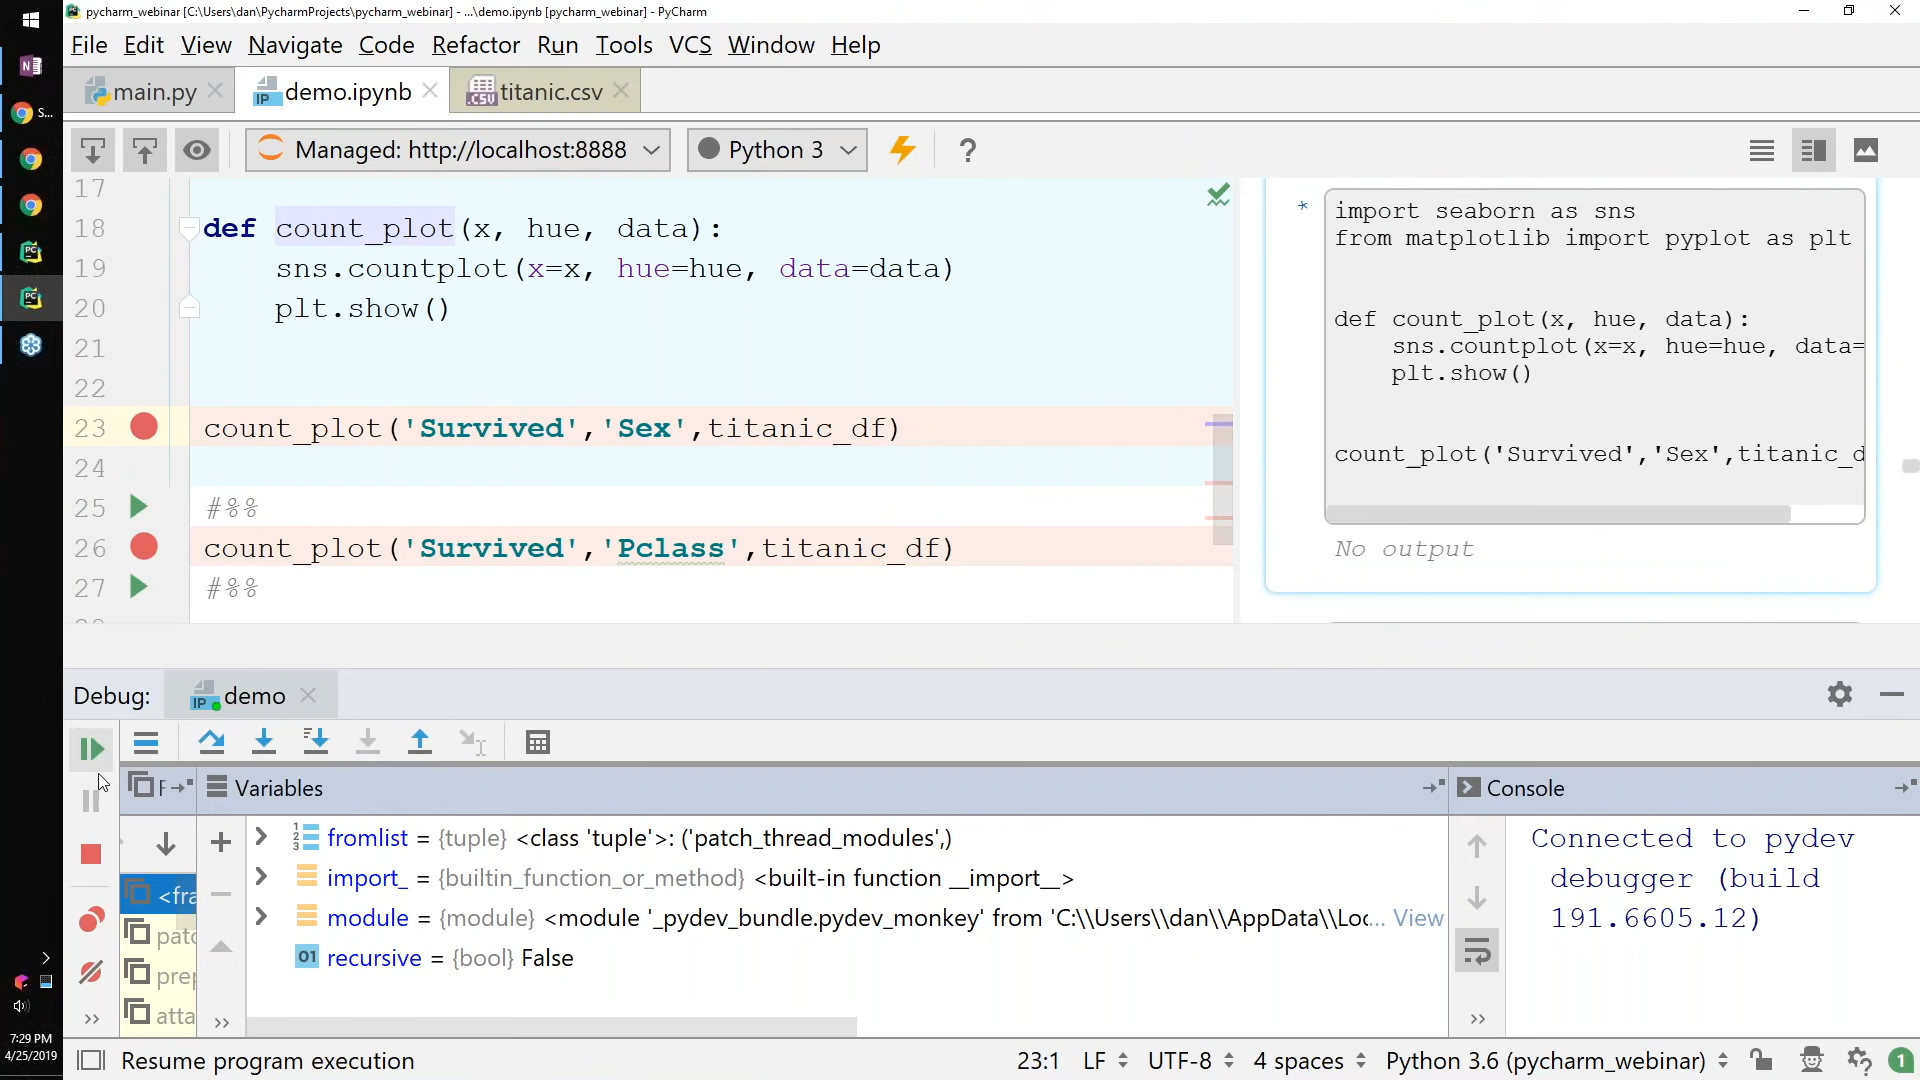 pycharm_webinar [C:\Users\dan\PycharmProjects\pycharm_webinar] - ...\demo.ipynb [pycharm_webinar] - PyCharm
File Edit View Navigate Code Refactor Run Tools VCS Window Help
main.py demo.ipynb titanic.csv
Managed: http://localhost:8888 Python 3 ?
17
18 def count_plot(x, hue, data):
19 sns.countplot(x=x, hue=hue, data=data)
20 plt.show()
21
22
23 count_plot('Survived','Sex',titanic_df)
24
25 #%%
26 count_plot('Survived','Pclass',titanic_df)
27 #%%
*
import seaborn as sns
from matplotlib import pyplot as plt
def count_plot(x, hue, data):
sns.countplot(x=x, hue=hue, data=
plt.show()
count_plot('Survived','Sex',titanic_d
No output
Debug: demo
F Variables Console
fromlist = {tuple} <class 'tuple'>: ('patch_thread_modules',)
import_ = {builtin_function_or_method} <built-in function __import__>
module = {module} <module '_pydev_bundle.pydev_monkey' from 'C:\\Users\\dan\\AppData\\Loc... View
recursive = {bool} False
<fra
patc
prep
atta
Connected to pydev
debugger (build
191.6605.12)
S...
7:29 PM
4/25/2019
Resume program execution 23:1 LF UTF-8 4 spaces Python 3.6 (pycharm_webinar) 1